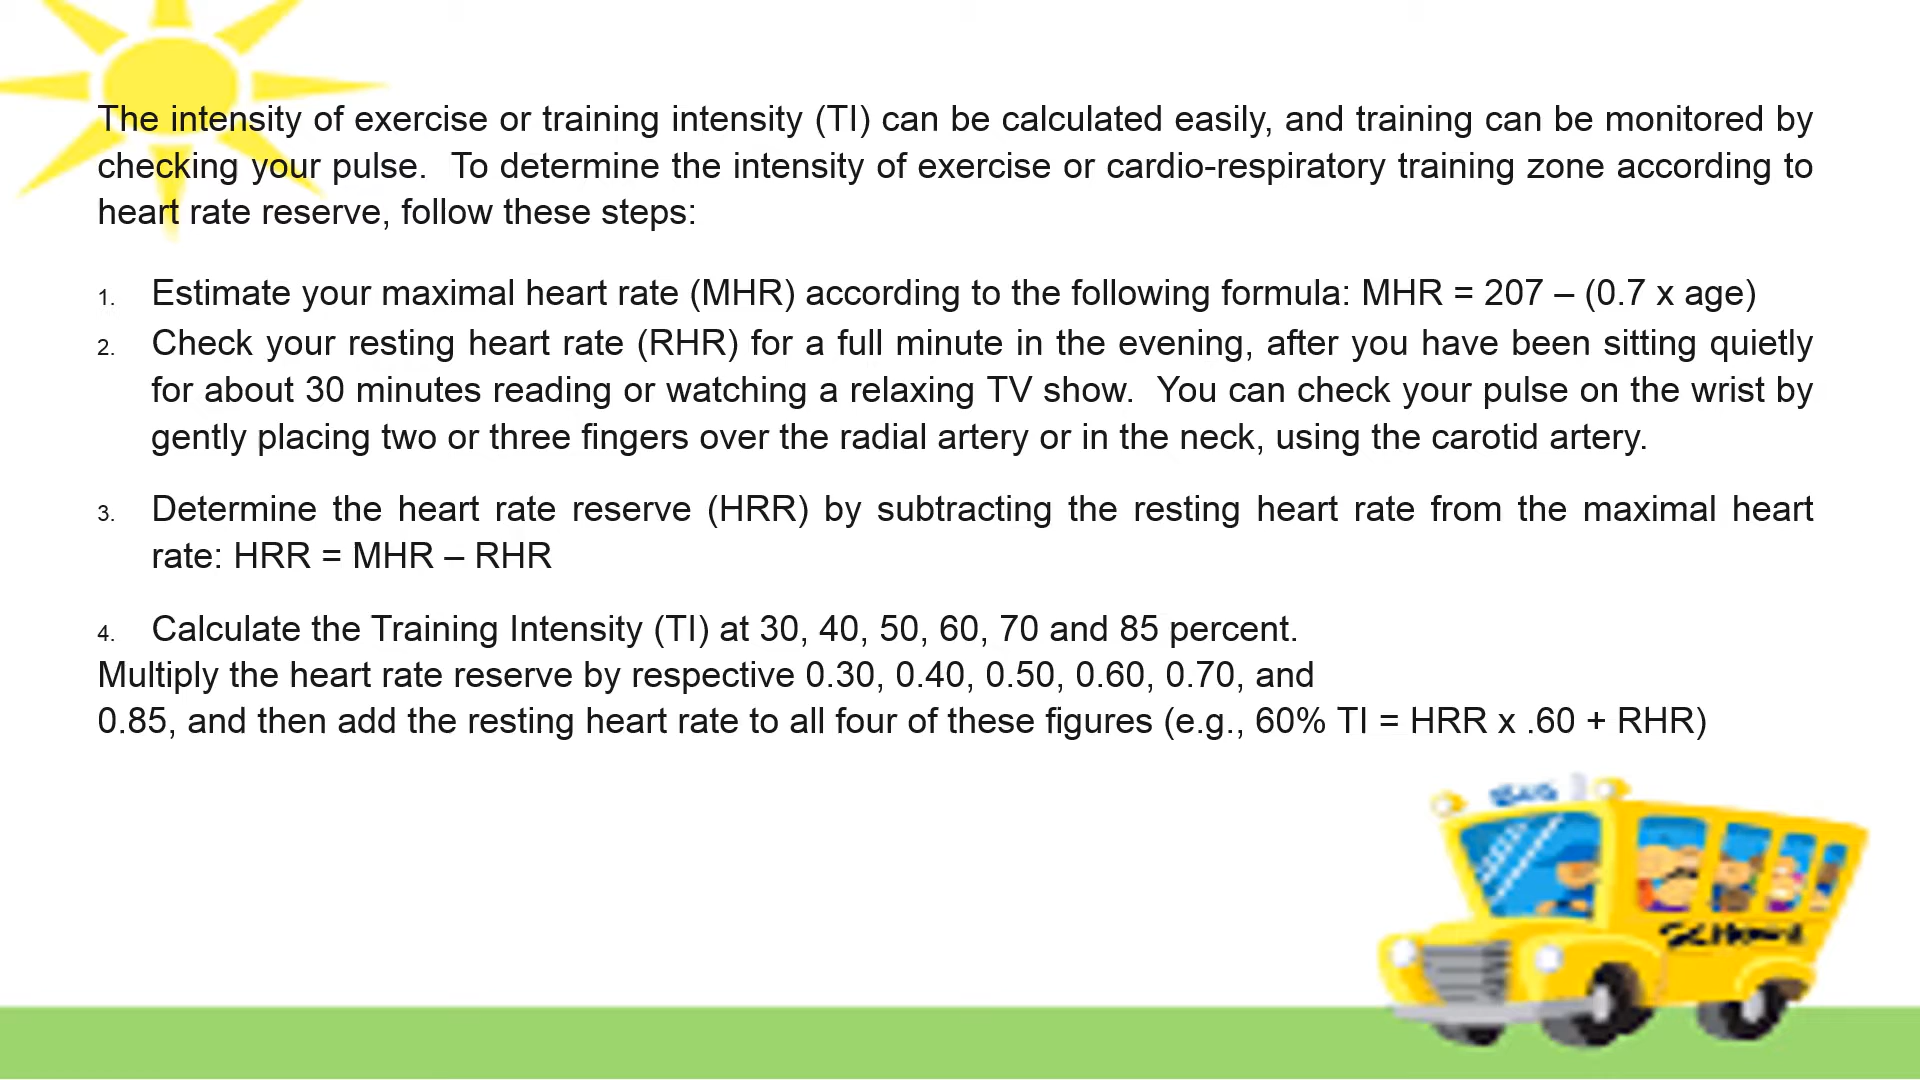 The intensity of exercise or training intensity (TI) can be calculated easily, and training can be monitored by
checking your pulse.  To determine the intensity of exercise or cardio-respiratory training zone according to
heart rate reserve, follow these steps:
1. Estimate your maximal heart rate (MHR) according to the following formula: MHR = 207 – (0.7 x age)
2. Check your resting heart rate (RHR) for a full minute in the evening, after you have been sitting quietly
for about 30 minutes reading or watching a relaxing TV show.  You can check your pulse on the wrist by
gently placing two or three fingers over the radial artery or in the neck, using the carotid artery.
3. Determine the heart rate reserve (HRR) by subtracting the resting heart rate from the maximal heart
rate: HRR = MHR – RHR
4. Calculate the Training Intensity (TI) at 30, 40, 50, 60, 70 and 85 percent.
Multiply the heart rate reserve by respective 0.30, 0.40, 0.50, 0.60, 0.70, and
0.85, and then add the resting heart rate to all four of these figures (e.g., 60% TI = HRR x .60 + RHR)
BUS
SCHOOL